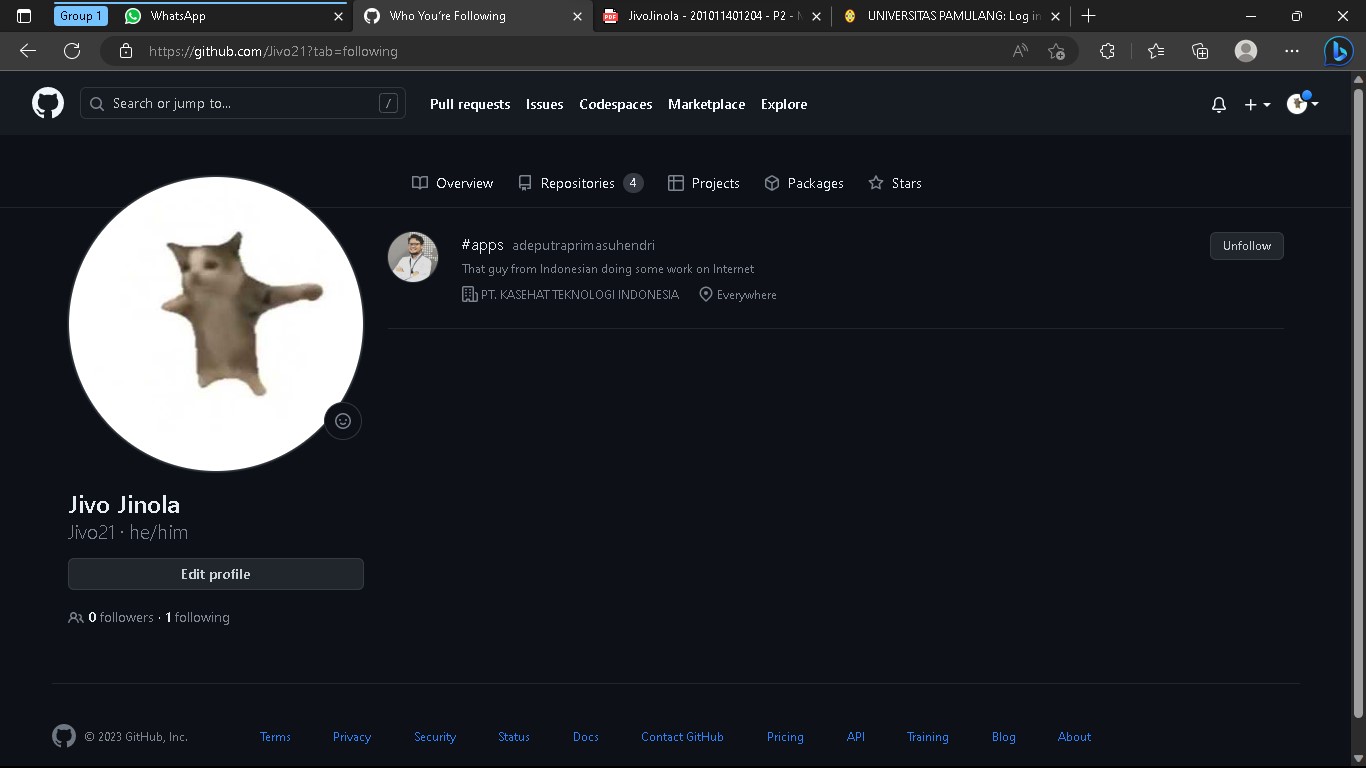 Group 1
WhatsApp
Who You're Following
JivoJinola - 201011401204 - P2 -
UNIVERSITAS PAMULANG: Log in
https://github.com/Jivo21?tab=following
Search or jump to...
/
Pull requests
Issues
Codespaces
Marketplace
Explore
Overview
Repositories 4
Projects
Packages
Stars
#apps adeputraprimasuhendri
Unfollow
That guy from Indonesian doing some work on Internet
PT. KASEHAT TEKNOLOGI INDONESIA
Everywhere
Jivo Jinola
Jivo21 · he/him
Edit profile
0 followers · 1 following
© 2023 GitHub, Inc.
Terms
Privacy
Security
Status
Docs
Contact GitHub
Pricing
API
Training
Blog
About